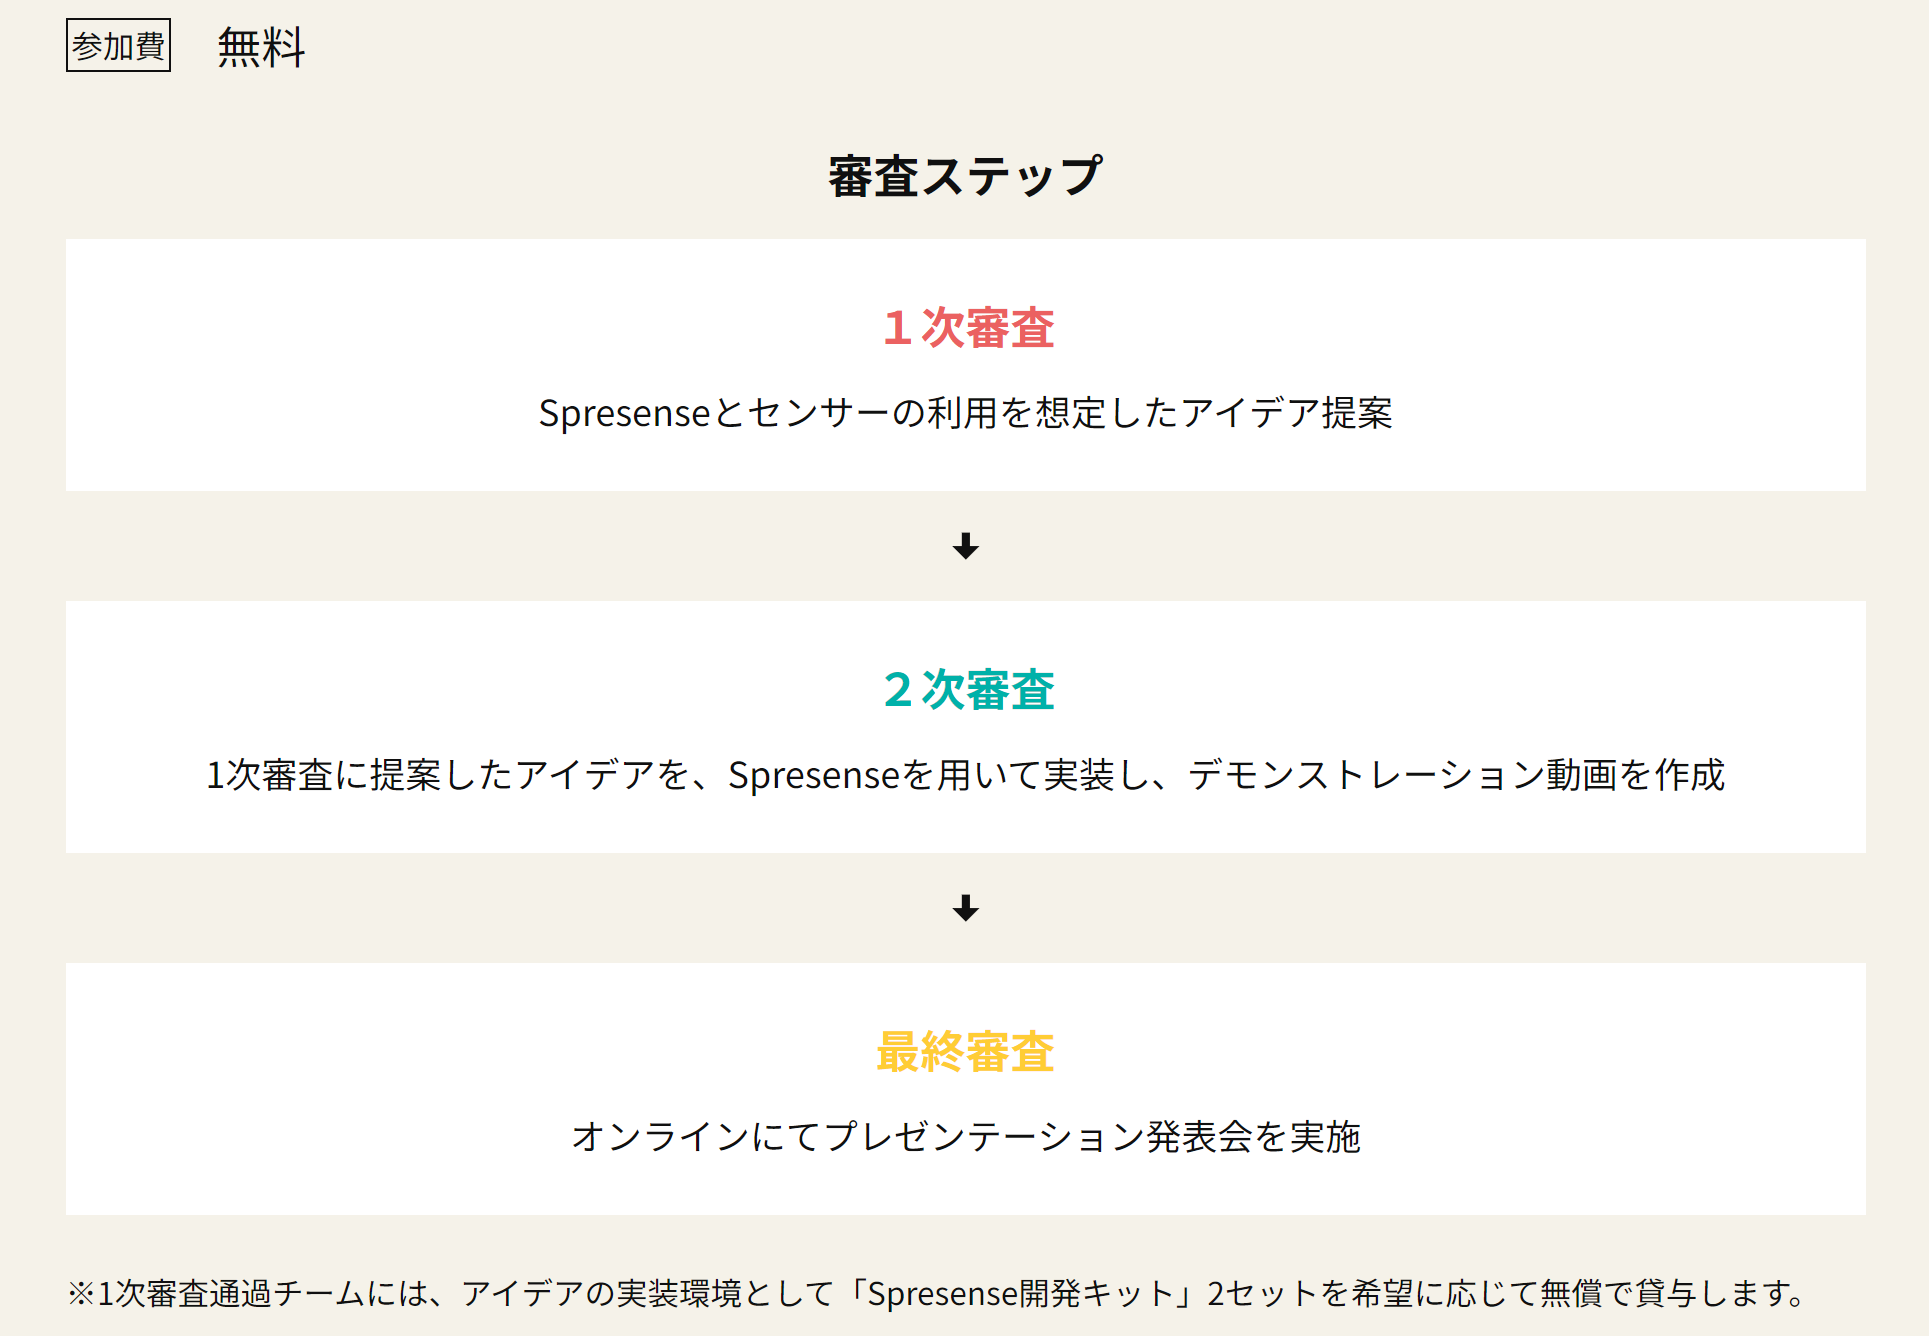 参加費 無料
審査ステップ
１次審査
Spresenseとセンサーの利用を想定したアイデア提案
２次審査
1次審査に提案したアイデアを、Spresenseを用いて実装し、デモンストレーション動画を作成
最終審査
オンラインにてプレゼンテーション発表会を実施
※1次審査通過チームには、アイデアの実装環境として「Spresense開発キット」2セットを希望に応じて無償で貸与します。